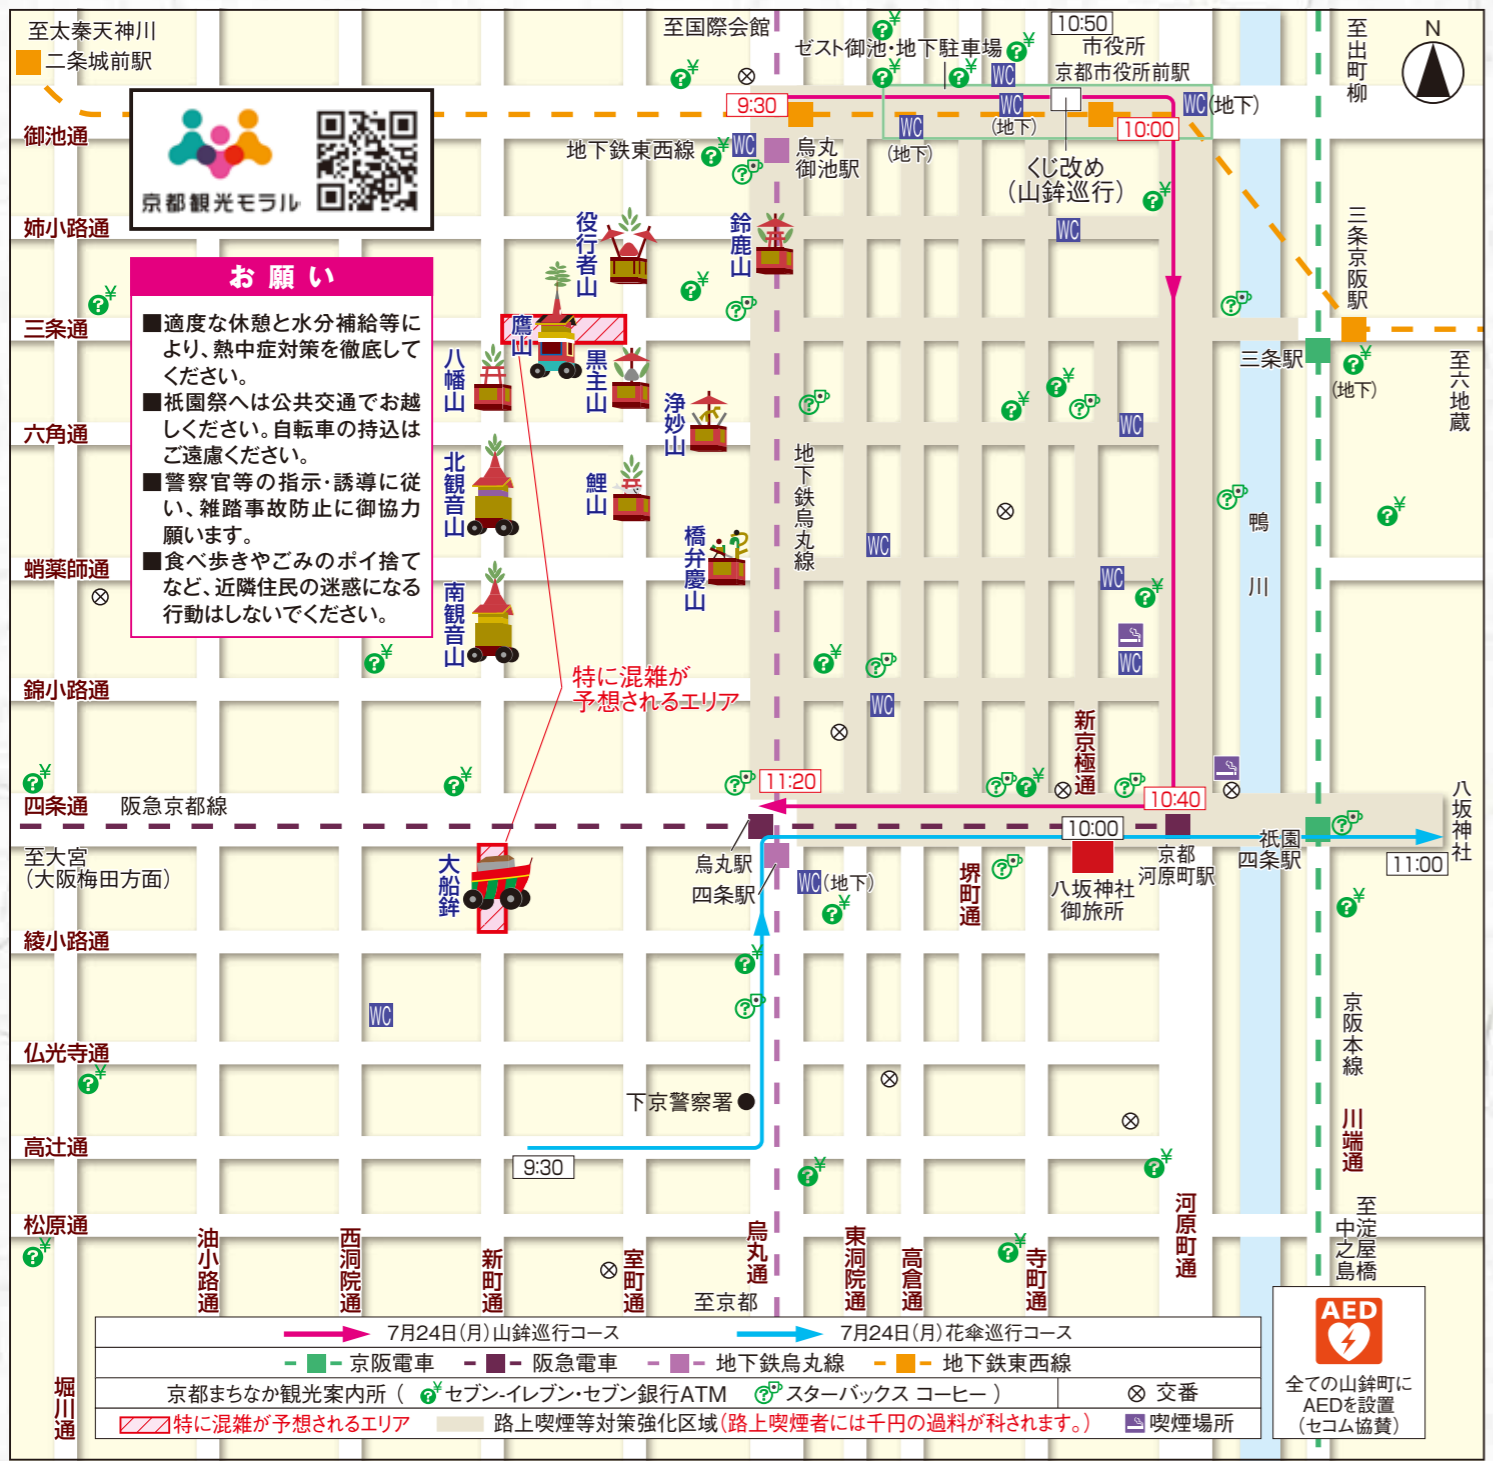 至太秦天神川
二条城前駅
至国際会館
ゼスト御池・地下駐車場
10:50
市役所
京都市役所前駅
至出町柳
N
9:30
10:00
WC
WC
(地下)
WC
(地下)
WC(地下)
御池通
京都観光モラル
地下鉄東西線
WC
烏丸
御池駅
くじ改め
(山鉾巡行)
姉小路通
役行者山
鈴鹿山
WC
三条京阪駅
お願い
■適度な休憩と水分補給等に
より、熱中症対策を徹底して
ください。
■祇園祭へは公共交通でお越
しください。自転車の持込は
ご遠慮ください。
■警察官等の指示・誘導に従
い、雑踏事故防止に御協力
願います。
■食べ歩きやごみのポイ捨て
など、近隣住民の迷惑になる
行動はしないでください。
三条通
鷹山
八幡山
黒主山
浄妙山
三条駅
(地下)
至六地蔵
六角通
WC
北観音山
鯉山
橋弁慶山
地下鉄烏丸線
WC
鴨川
蛸薬師通
南観音山
WC
WC
特に混雑が
予想されるエリア
錦小路通
WC
新京極通
11:20
10:40
四条通
阪急京都線
10:00
八坂神社
11:00
至大宮
(大阪梅田方面)
大船鉾
烏丸駅
四条駅
WC(地下)
堺町通
八坂神社
御旅所
京都
河原町駅
祇園
四条駅
綾小路通
WC
京阪本線
仏光寺通
下京警察署
川端通
高辻通
9:30
松原通
油小路通
西洞院通
新町通
室町通
烏丸通
東洞院通
高倉通
寺町通
河原町通
至淀屋橋
中之島
至京都
堀川通
7月24日(月)山鉾巡行コース
7月24日(月)花傘巡行コース
京阪電車
阪急電車
地下鉄烏丸線
地下鉄東西線
京都まちなか観光案内所(
セブン-イレブン・セブン銀行ATM
スターバックス コーヒー)
交番
特に混雑が予想されるエリア
路上喫煙等対策強化区域(路上喫煙者には千円の過料が科されます。)
喫煙場所
AED
全ての山鉾町に
AEDを設置
(セコム協賛)